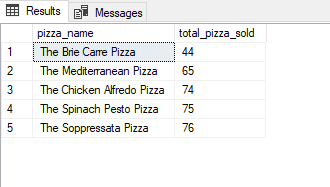 Results Messages
pizza_name total_pizza_sold
1 The Brie Carre Pizza 44
2 The Mediterranean Pizza 65
3 The Chicken Alfredo Pizza 74
4 The Spinach Pesto Pizza 75
5 The Soppressata Pizza 76